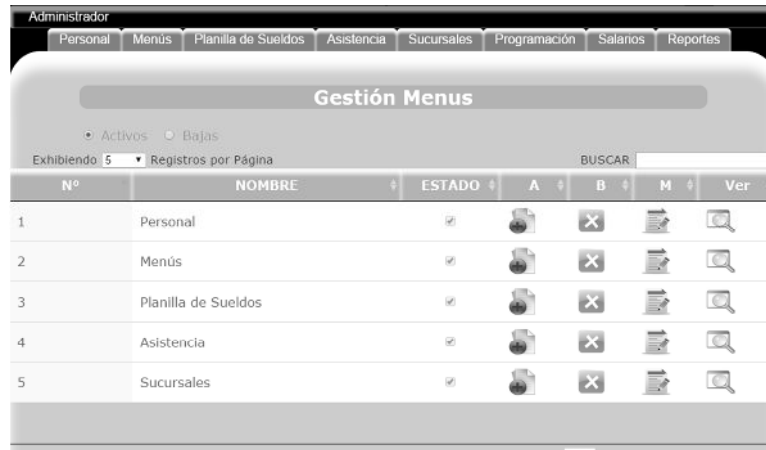 Administrador
Personal Menús Planilla de Sueldos Asistencia Sucursales Programación Salarios Reportes
Gestión Menus
Activos Bajas
Exhibiendo 5 Registros por Página BUSCAR
Nº NOMBRE ESTADO A B M Ver
1 Personal
2 Menús
3 Planilla de Sueldos
4 Asistencia
5 Sucursales